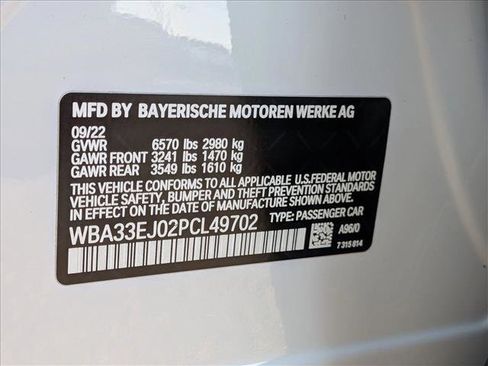 MFD BY BAYERISCHE MOTOREN WERKE AG
09/22
GVWR 6570 lbs 2980 kg
GAWR FRONT 3241 lbs 1470 kg
GAWR REAR 3549 lbs 1610 kg
THIS VEHICLE CONFORMS TO ALL APPLICABLE U.S.FEDERAL MOTOR
VEHICLE SAFETY, BUMPER AND THEFT PREVENTION STANDARDS
IN EFFECT ON THE DATE OF MANUFACTURE SHOWN ABOVE.
WBA33EJ02PCL49702 TYPE: PASSENGER CAR
A96/0
7 315 814